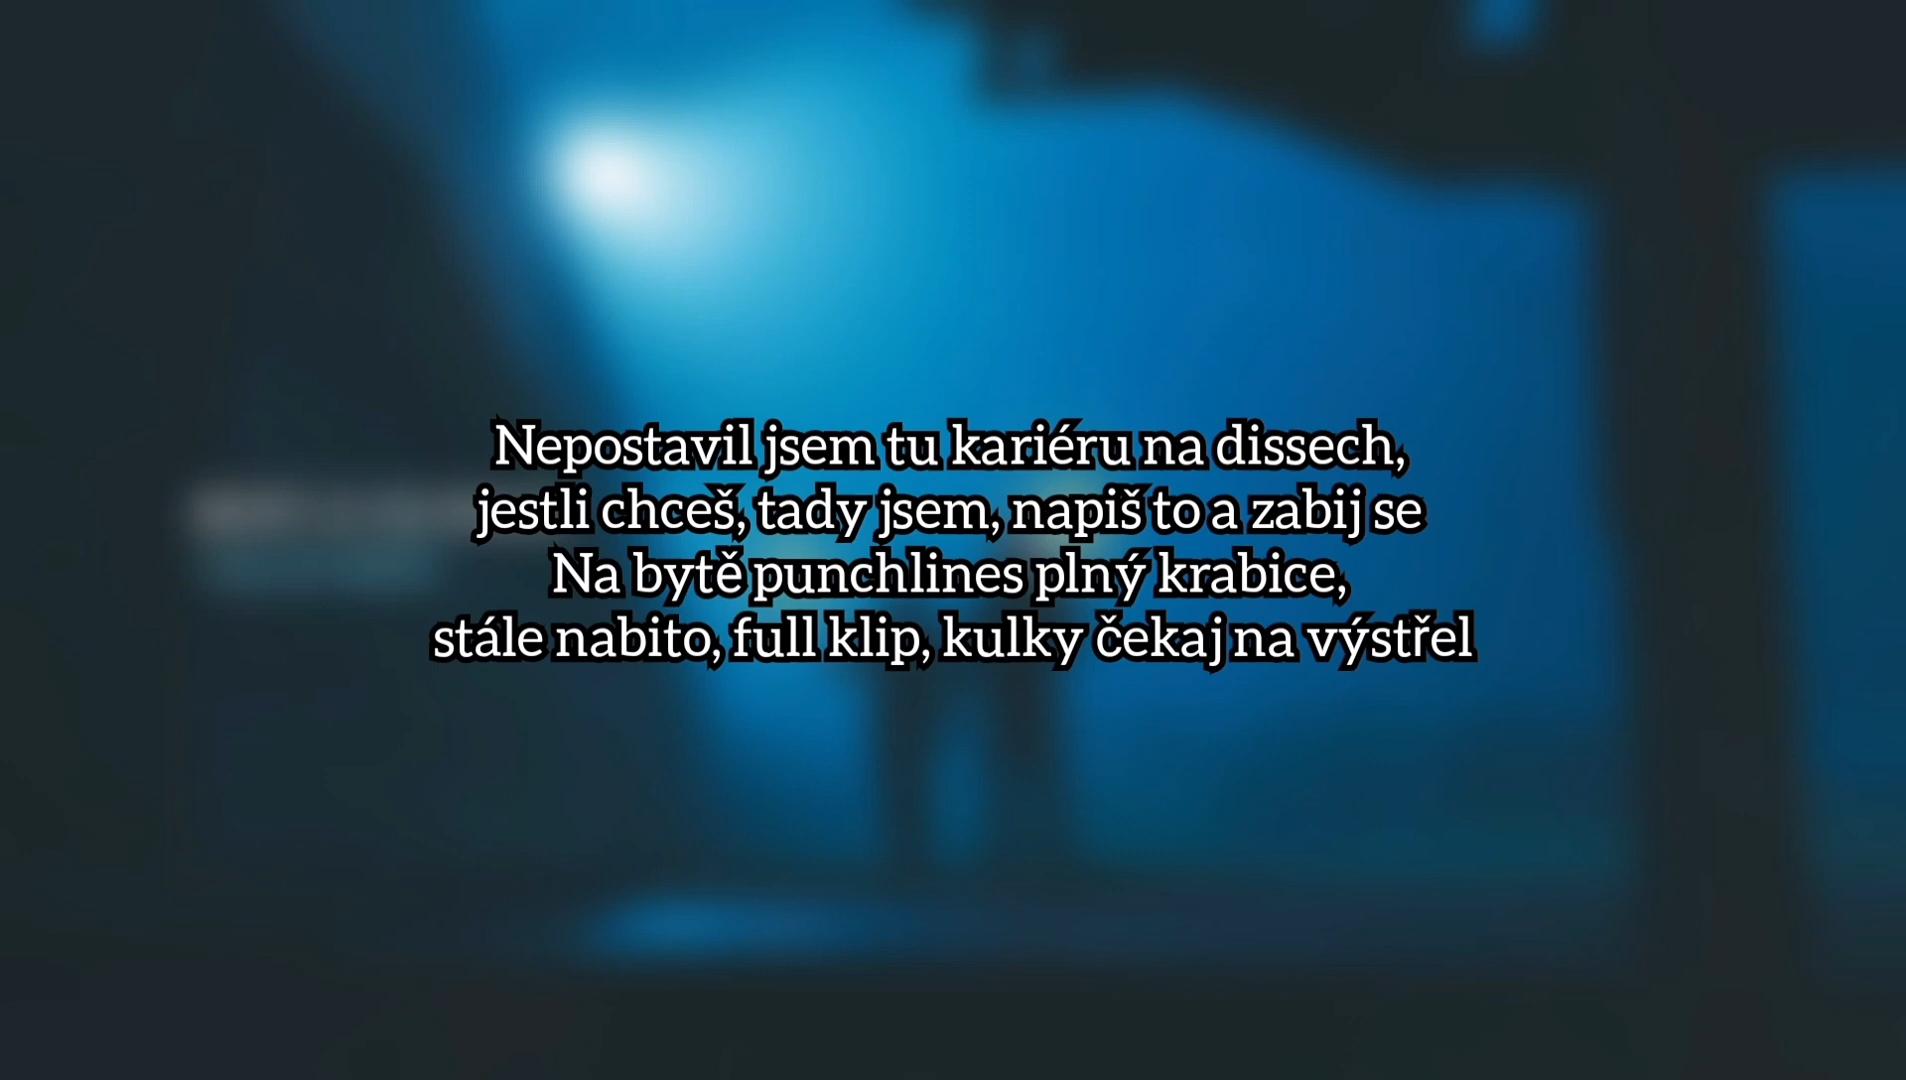 Nepostavil jsem tu kariéru na dissech,
jestli chceš, tady jsem, napiš to a zabij se
Na bytě punchlines plný krabice,
stále nabito, full klip, kulky čekaj na výstřel